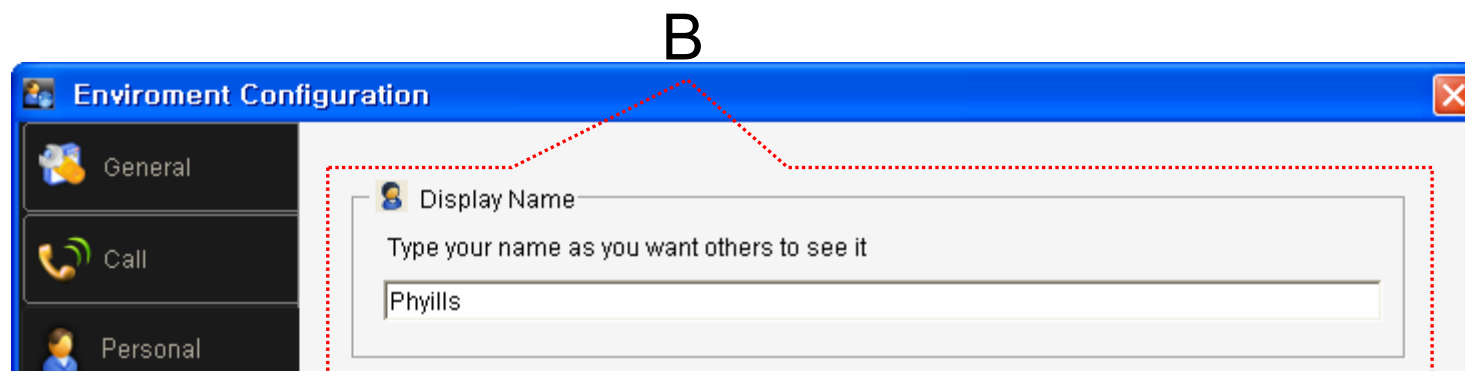 B
Enviroment Configuration
General
Display Name
Type your name as you want others to see it
Call
Phyills
Personal